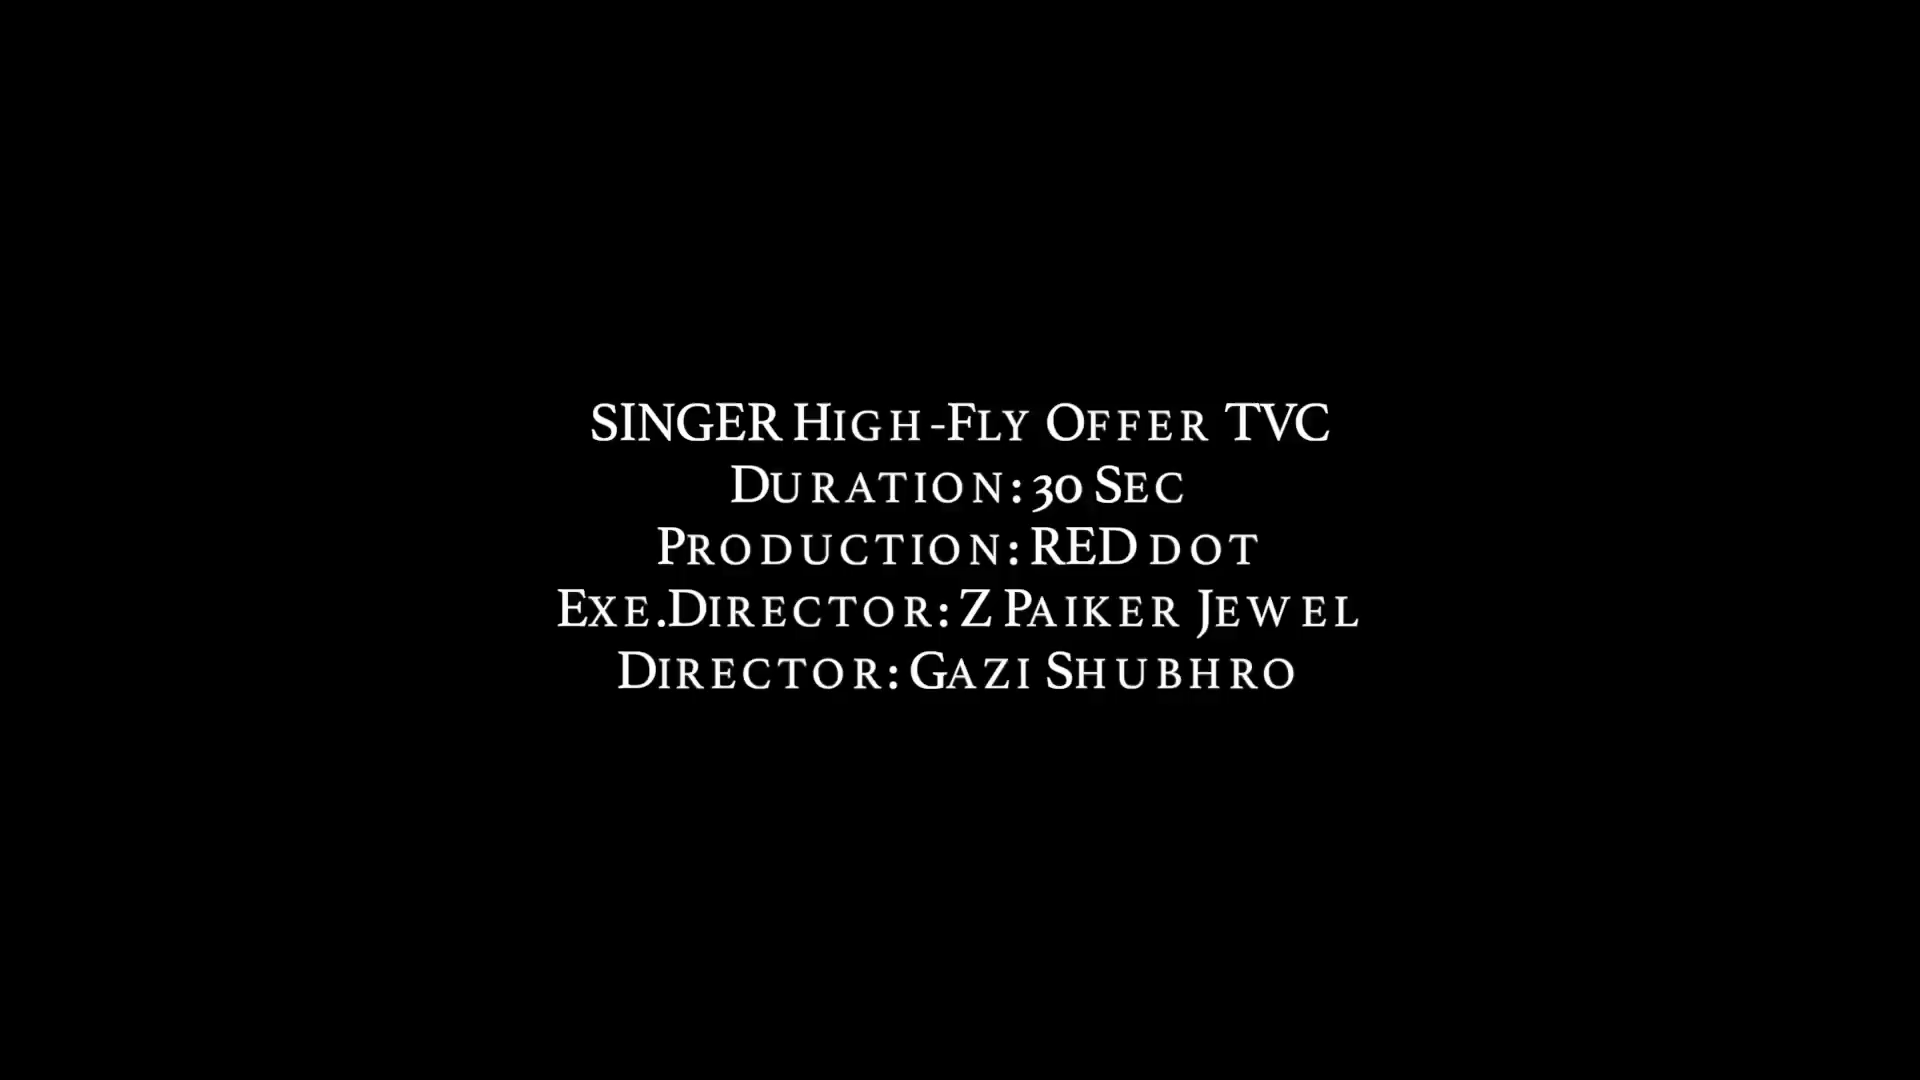 SINGER High-Fly Offer TVC
Duration: 30 Sec
Production: RED dot
Exe.Director: Z Paiker Jewel
Director: Gazi Shubhro